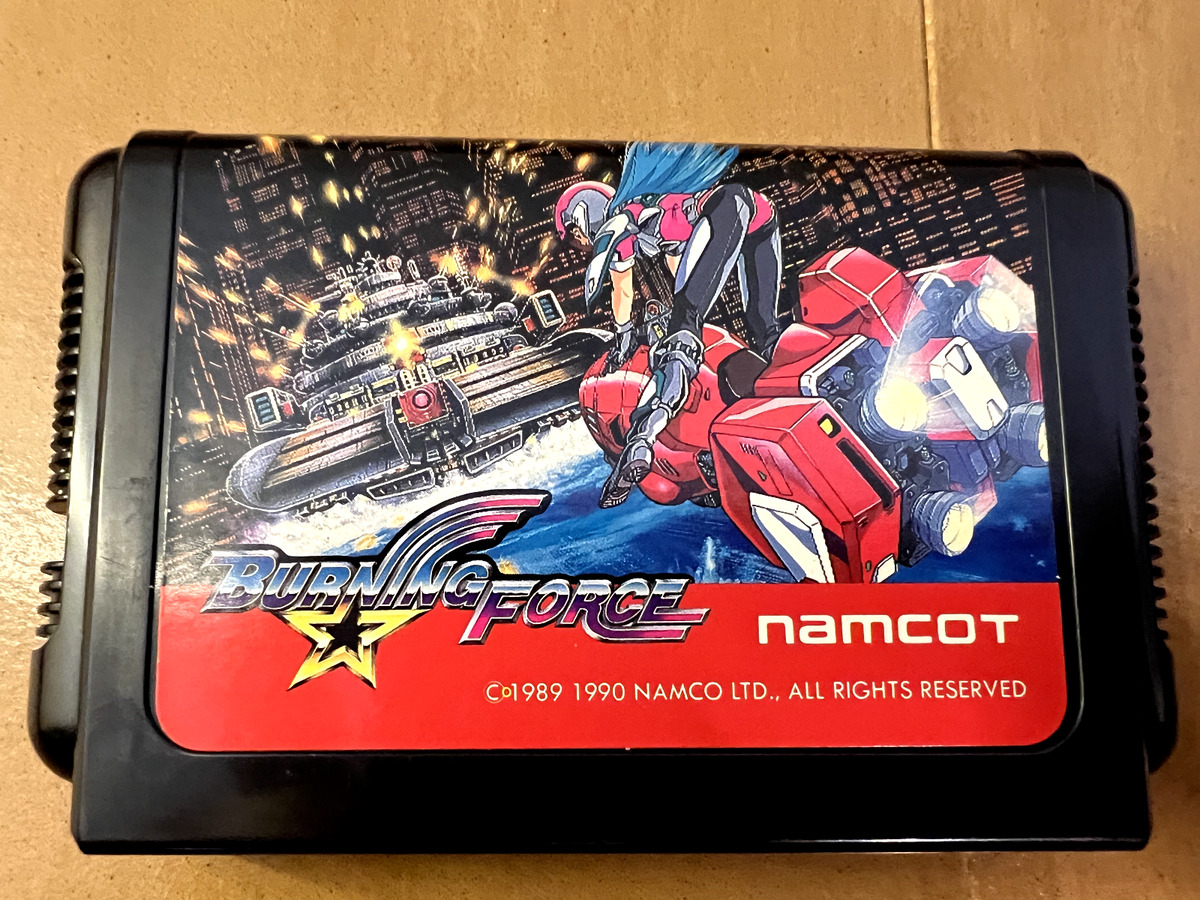 BURNING FORCE
namcot
©1989 1990 NAMCO LTD., ALL RIGHTS RESERVED